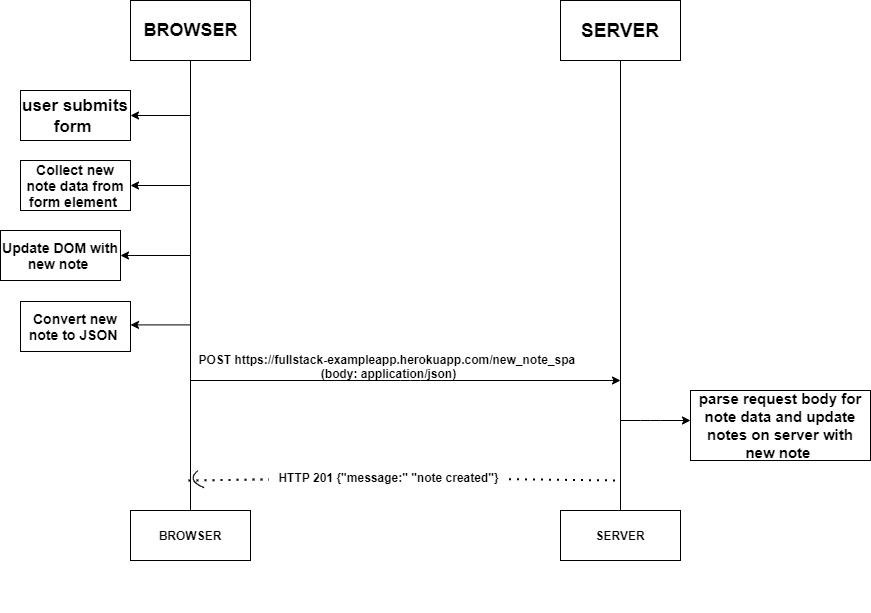 BROWSER
SERVER
user submits
form
Collect new
note data from
form element
Update DOM with
new note
Convert new
note to JSON
POST https://fullstack-exampleapp.herokuapp.com/new_note_spa
(body: application/json)
parse request body for
note data and update
notes on server with
new note
HTTP 201 {"message:" "note created"}
BROWSER
SERVER